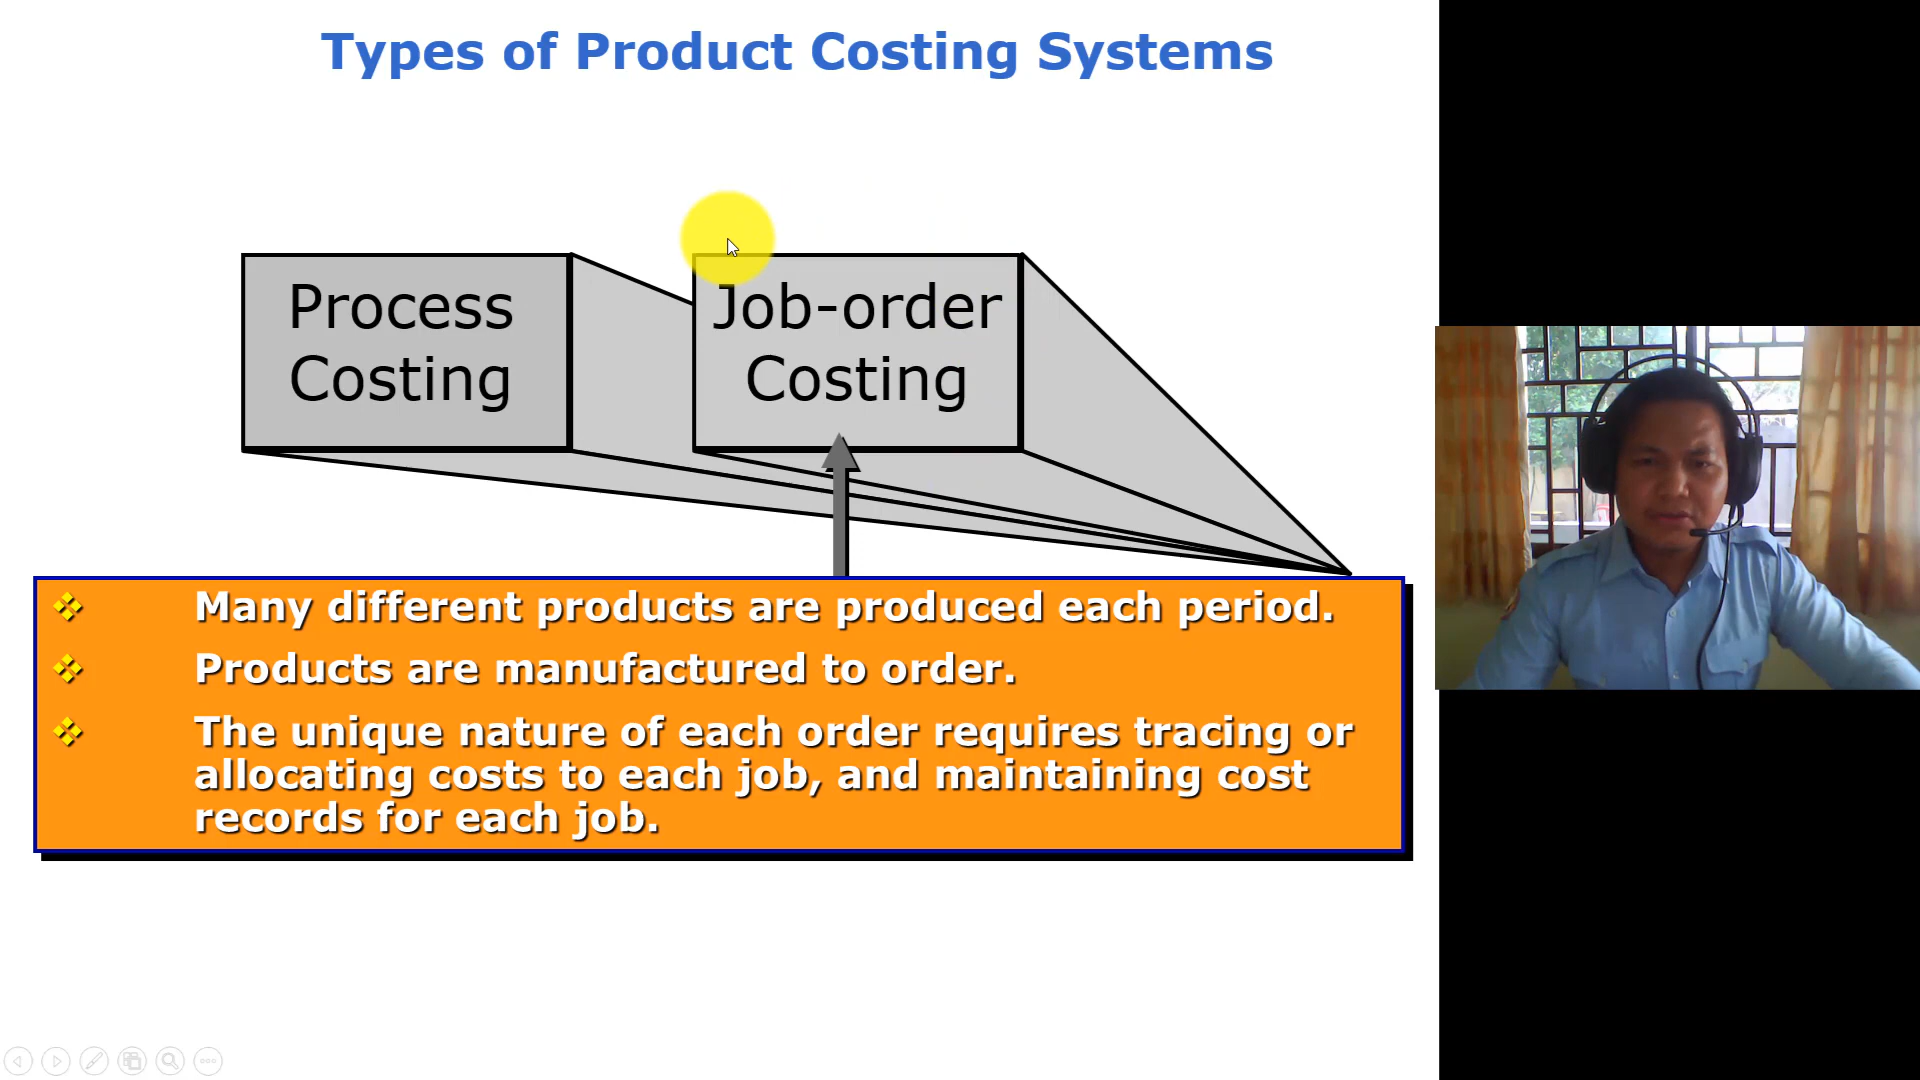 Types of Product Costing Systems
Process
Costing
Job-order
Costing
Many different products are produced each period.
Products are manufactured to order.
The unique nature of each order requires tracing or
allocating costs to each job, and maintaining cost
records for each job.